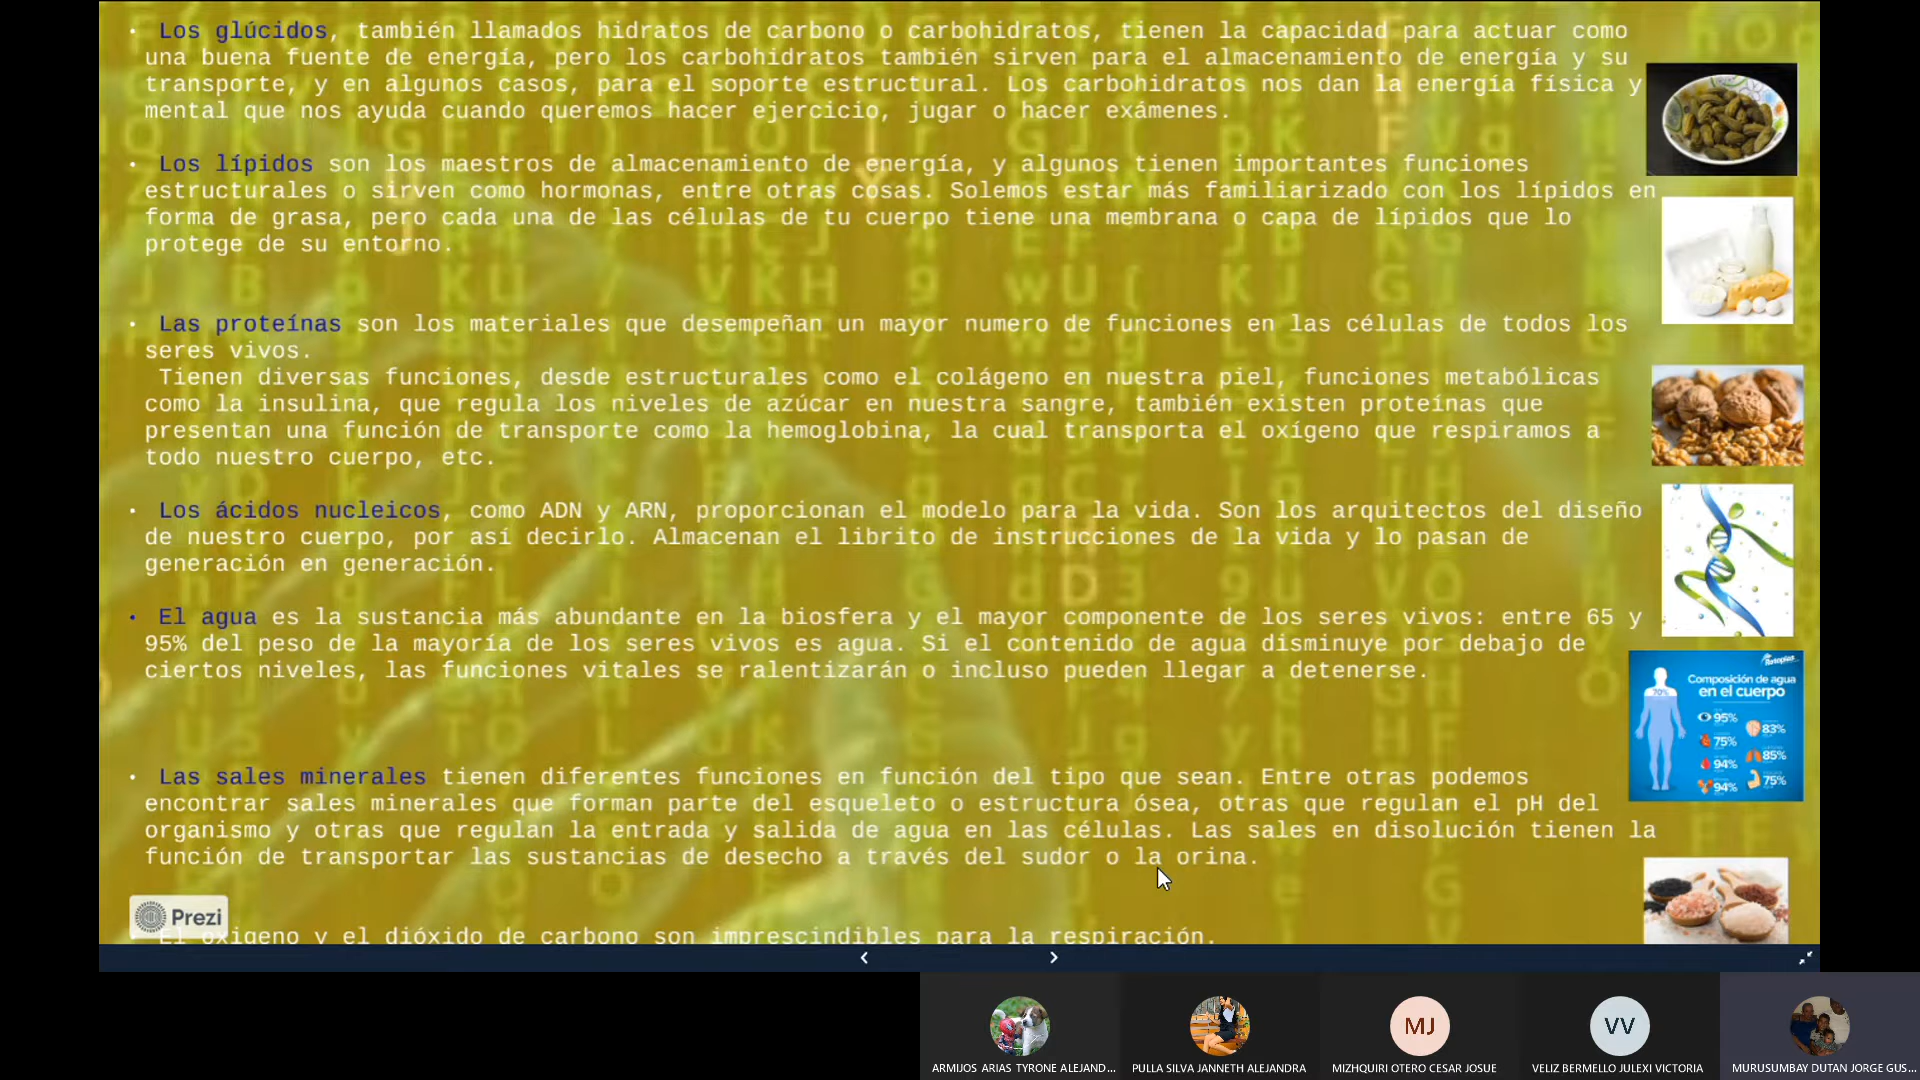 • Los glúcidos, también llamados hidratos de carbono o carbohidratos, tienen la capacidad para actuar como
una buena fuente de energía, pero los carbohidratos también sirven para el almacenamiento de energía y su
transporte, y en algunos casos, para el soporte estructural. Los carbohidratos nos dan la energía física y
mental que nos ayuda cuando queremos hacer ejercicio, jugar o hacer exámenes.
• Los lípidos son los maestros de almacenamiento de energía, y algunos tienen importantes funciones
estructurales o sirven como hormonas, entre otras cosas. Solemos estar más familiarizado con los lípidos en
forma de grasa, pero cada una de las células de tu cuerpo tiene una membrana o capa de lípidos que lo
protege de su entorno.
• Las proteínas son los materiales que desempeñan un mayor numero de funciones en las células de todos los
seres vivos.
Tienen diversas funciones, desde estructurales como el colágeno en nuestra piel, funciones metabólicas
como la insulina, que regula los niveles de azúcar en nuestra sangre, también existen proteínas que
presentan una función de transporte como la hemoglobina, la cual transporta el oxígeno que respiramos a
todo nuestro cuerpo, etc.
• Los ácidos nucleicos, como ADN y ARN, proporcionan el modelo para la vida. Son los arquitectos del diseño
de nuestro cuerpo, por así decirlo. Almacenan el librito de instrucciones de la vida y lo pasan de
generación en generación.
• El agua es la sustancia más abundante en la biosfera y el mayor componente de los seres vivos: entre 65 y
95% del peso de la mayoría de los seres vivos es agua. Si el contenido de agua disminuye por debajo de
ciertos niveles, las funciones vitales se ralentizarán o incluso pueden llegar a detenerse.
Rotoplas
Composición de agua
en el cuerpo
70%
95%
83%
75%
85%
94%
75%
94%
• Las sales minerales tienen diferentes funciones en función del tipo que sean. Entre otras podemos
encontrar sales minerales que forman parte del esqueleto o estructura ósea, otras que regulan el pH del
organismo y otras que regulan la entrada y salida de agua en las células. Las sales en disolución tienen la
función de transportar las sustancias de desecho a través del sudor o la orina.
Prezi
El oxigeno y el dióxido de carbono son imprescindibles para la respiración.
ARMIJOS ARIAS TYRONE ALEJAND...
PULLA SILVA JANNETH ALEJANDRA
MJ
MIZHQUIRI OTERO CESAR JOSUE
VV
VELIZ BERMELLO JULEXI VICTORIA
MURUSUMBAY DUTAN JORGE GUS...